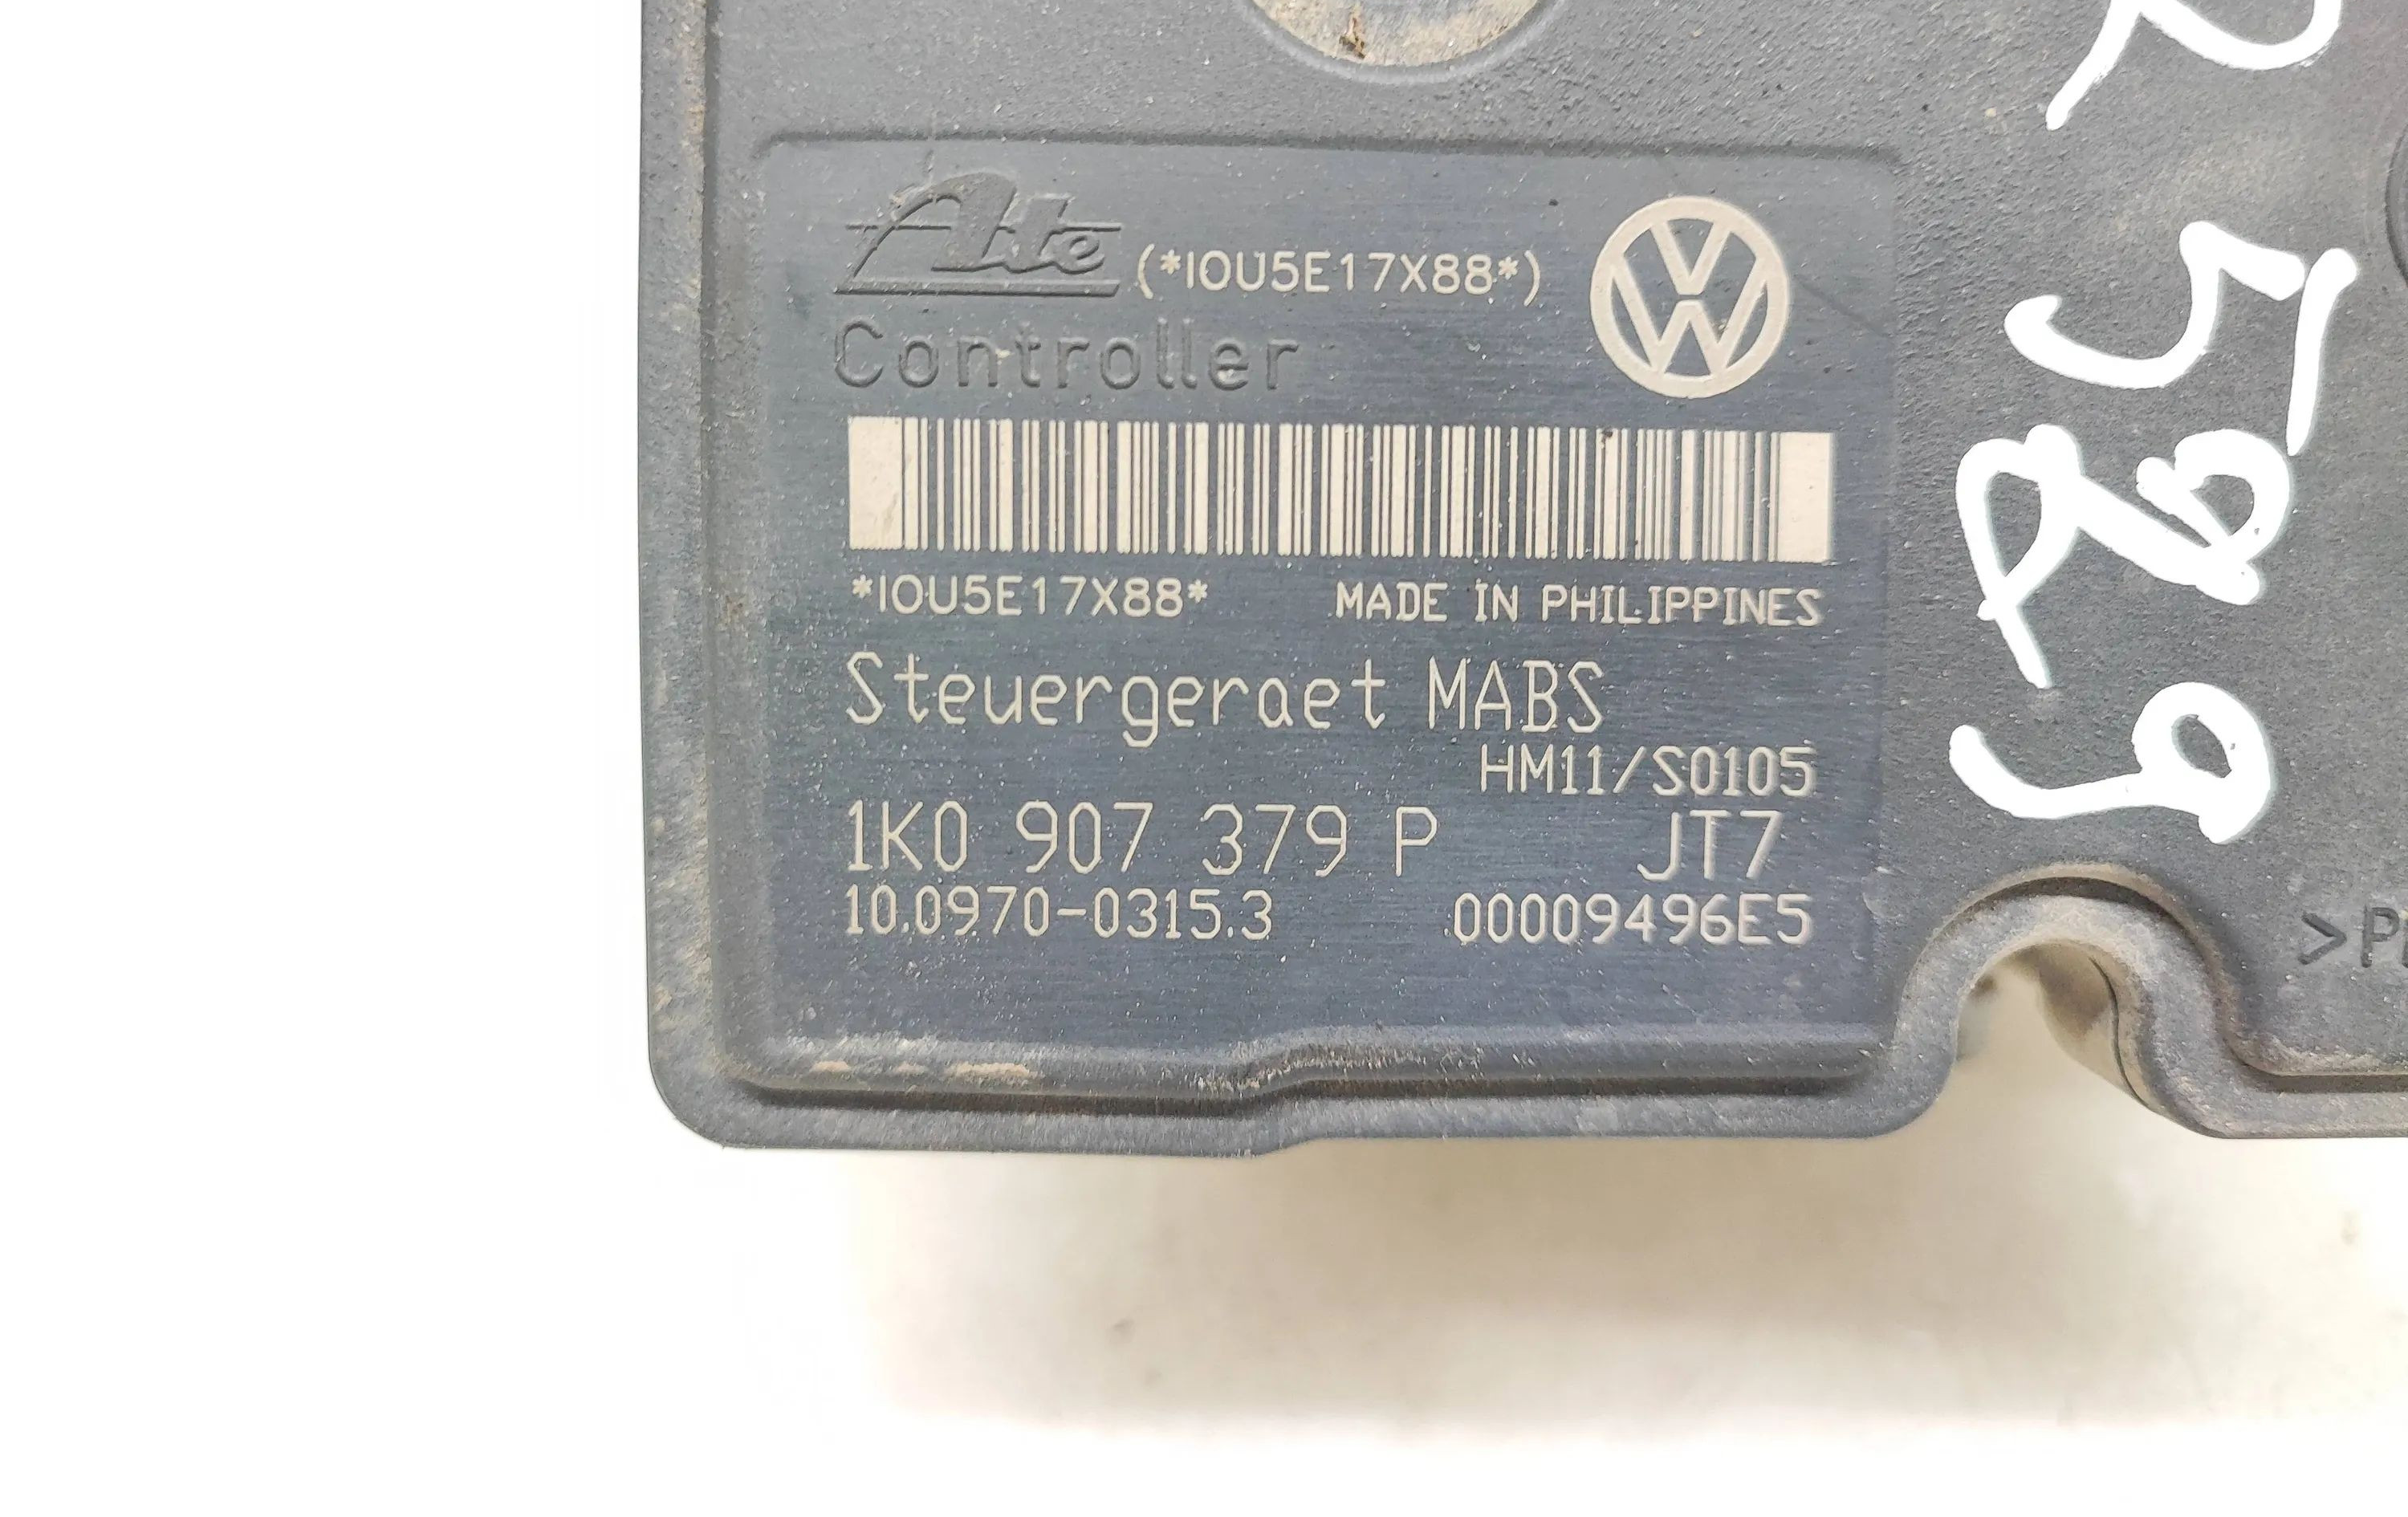 Ate (*IOU5E17X88*)
Controller
*IOU5E17X88* MADE IN PHILIPPINES
Steuergeraet MABS
HM11/S0105
1K0 907 379 P JT7
10.0970-0315.3 00009496E5